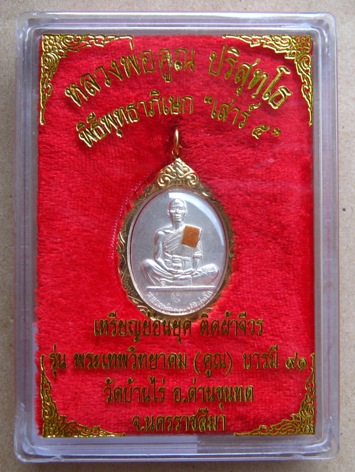 หลวงพ่อคูณ ปริสุทฺโธ
พิธีพุทธาภิเษก "เสาร์ ๕"
เหรียญย้อนยุค ติดผ้าจีวร
รุ่น พระเทพวิทยาคม (คูณ) บารมี ๙๑
วัดบ้านไร่ อ.ด่านขุนทด
จ.นครราชสีมา